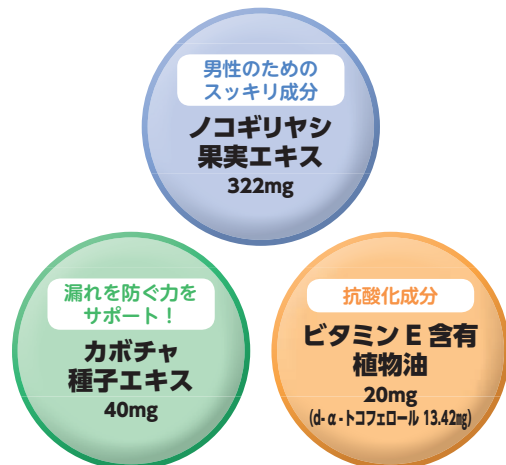 男性のための
スッキリ成分
ノコギリヤシ
果実エキス
322mg
漏れを防ぐ力を
サポート！
カボチャ
種子エキス
40mg
抗酸化成分
ビタミン E 含有
植物油
20mg
(d-α-トコフェロール 13.42mg)